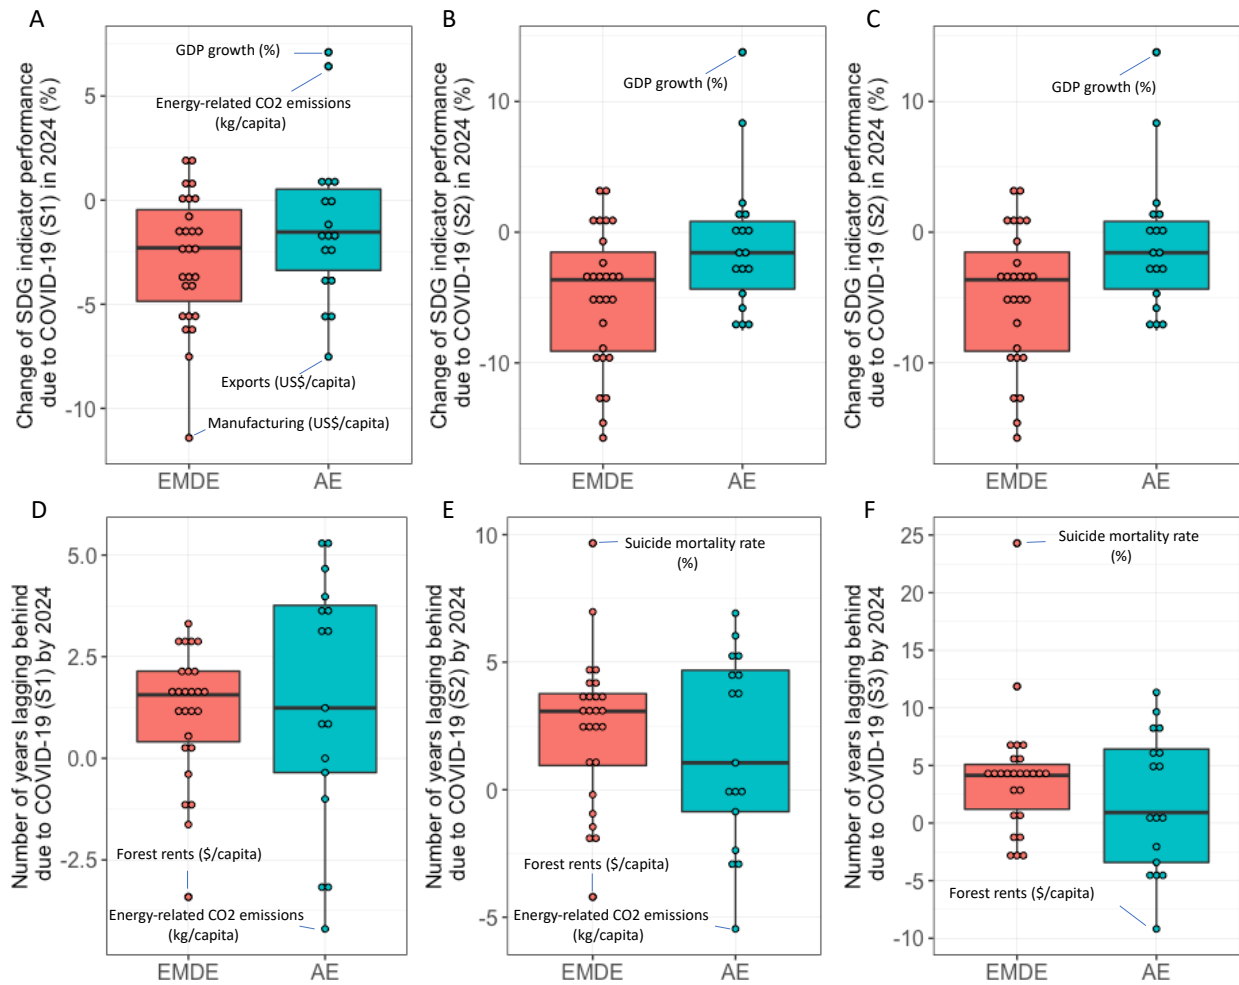 A
Change of SDG indicator performance
due to COVID-19 (S1) in 2024 (%)
5
0
-5
-10
GDP growth (%)
Energy-related CO2 emissions
(kg/capita)
Exports (US$/capita)
Manufacturing (US$/capita)
EMDE
AE
B
Change of SDG indicator performance
due to COVID-19 (S2) in 2024 (%)
10
0
-10
GDP growth (%)
EMDE
AE
C
Change of SDG indicator performance
due to COVID-19 (S2) in 2024 (%)
10
0
-10
GDP growth (%)
EMDE
AE
D
Number of years lagging behind
due to COVID-19 (S1) by 2024
5.0
2.5
0.0
-2.5
Forest rents ($/capita)
Energy-related CO2 emissions
(kg/capita)
EMDE
AE
E
Number of years lagging behind
due to COVID-19 (S2) by 2024
10
5
0
-5
Suicide mortality rate
(%)
Forest rents ($/capita)
Energy-related CO2 emissions
(kg/capita)
EMDE
AE
F
Number of years lagging behind
due to COVID-19 (S3) by 2024
25
20
15
10
5
0
-5
-10
Suicide mortality rate
(%)
Forest rents ($/capita)
EMDE
AE